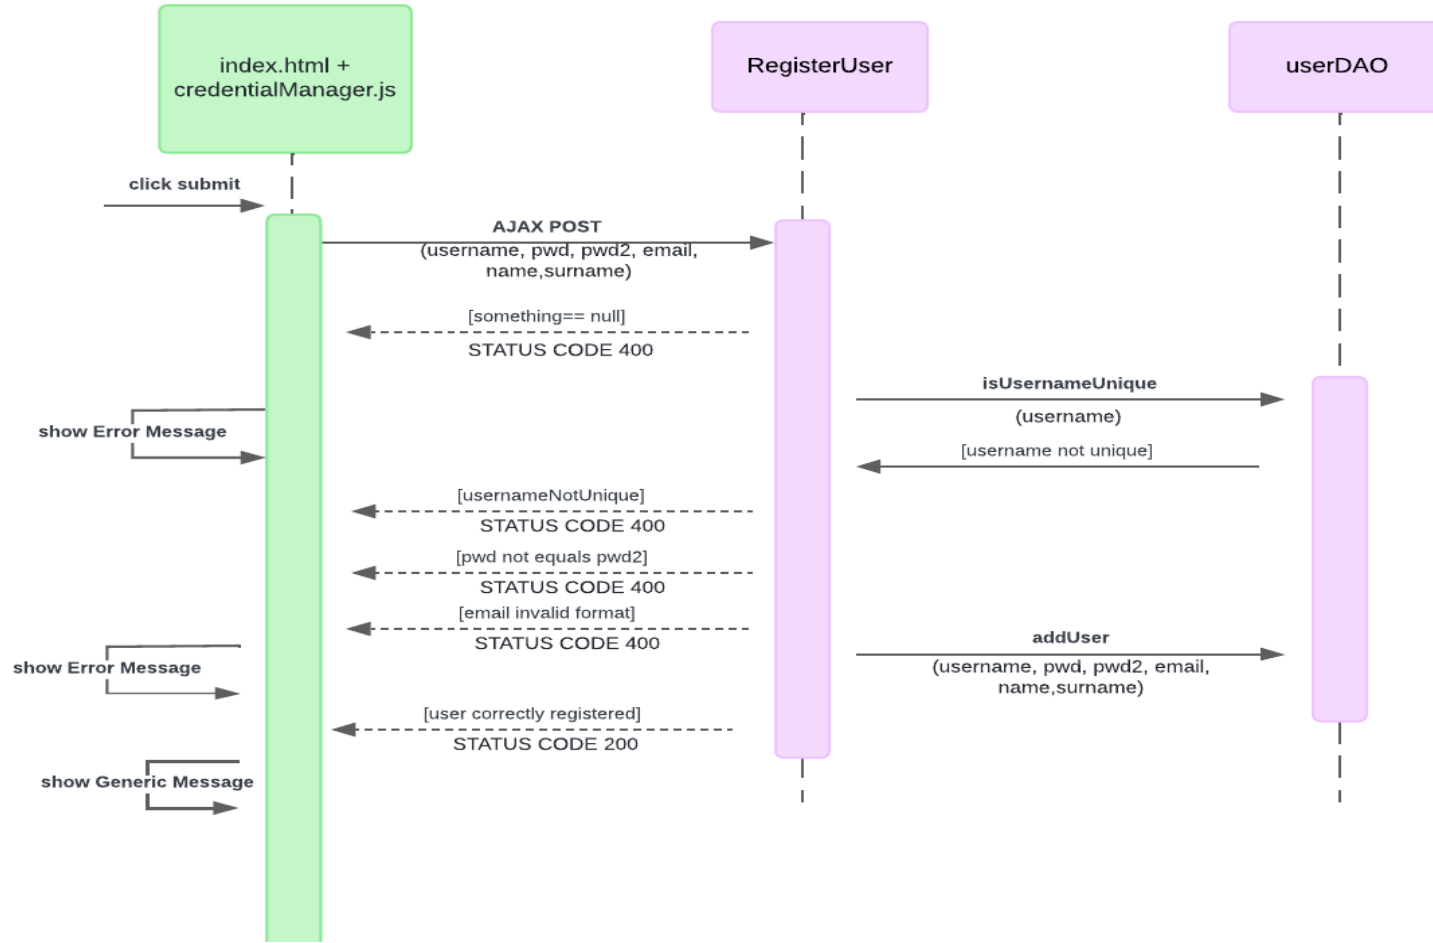 index.html +
credentialManager.js
RegisterUser
userDAO
click submit
AJAX POST
(username, pwd, pwd2, email,
name,surname)
[something== null]
STATUS CODE 400
isUsernameUnique
(username)
show Error Message
[username not unique]
[usernameNotUnique]
STATUS CODE 400
[pwd not equals pwd2]
STATUS CODE 400
[email invalid format]
STATUS CODE 400
addUser
(username, pwd, pwd2, email,
name,surname)
show Error Message
[user correctly registered]
STATUS CODE 200
show Generic Message